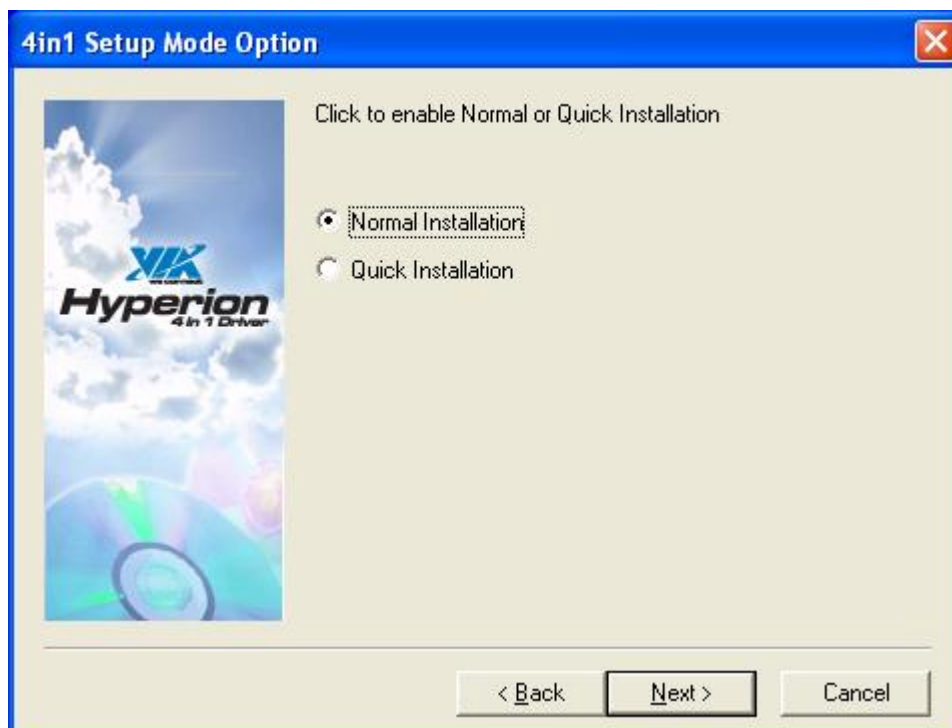 4in1 Setup Mode Option
Click to enable Normal or Quick Installation
Normal Installation
Quick Installation
VIA
Hyperion
4 in 1 Driver
< Back
Next >
Cancel